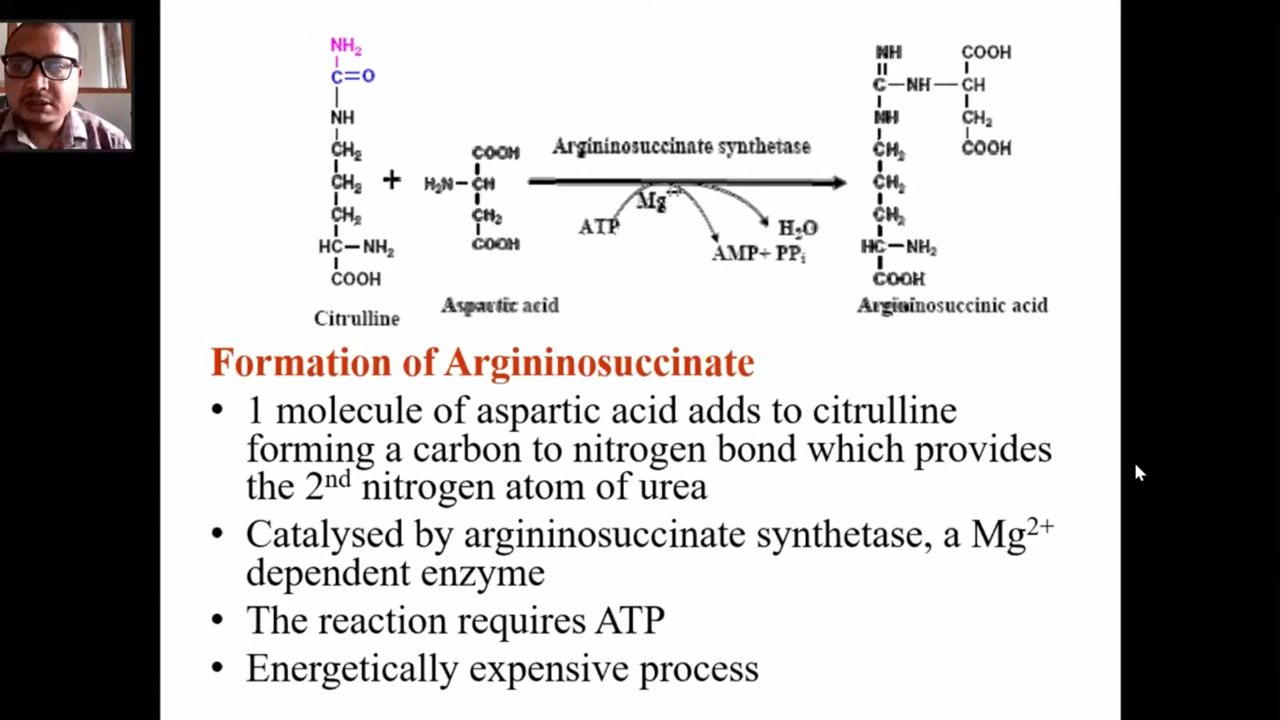 NH₂
C=O
NH
CH₂
CH₂
CH₂
HC—NH₂
COOH
Citrulline
+
COOH
H₂N—CH
CH₂
COOH
Aspartic acid
Argininosuccinate synthetase
Mg⁺⁺
ATP
H₂O
AMP+ PPᵢ
NH
C—NH—CH
NH
CH₂
CH₂
CH₂
HC—NH₂
COOH
COOH
CH₂
COOH
Argininosuccinic acid
Formation of Argininosuccinate
• 1 molecule of aspartic acid adds to citrulline
forming a carbon to nitrogen bond which provides
the 2ⁿᵈ nitrogen atom of urea
• Catalysed by argininosuccinate synthetase, a Mg²⁺
dependent enzyme
• The reaction requires ATP
• Energetically expensive process